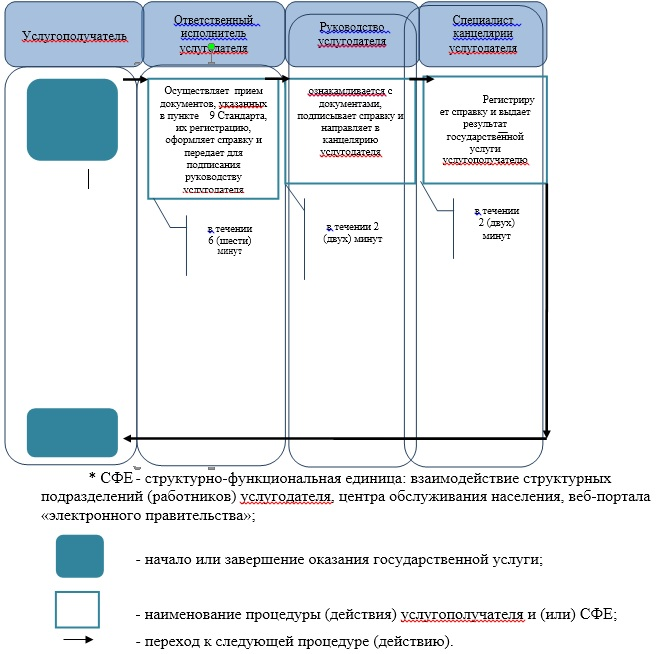 Услугополучатель
Ответственный
исполнитель
услугодателя
Руководство
услугодателя
Специалист
канцелярии
услугодателя
Осуществляет прием
документов, указанных
в пункте 9 Стандарта,
их регистрацию,
оформляет справку и
передает для
подписания
руководству
услугодателя
ознакамливается с
документами,
подписывает справку и
направляет в
канцелярию
услугодателя
Регистриру
ет справку и выдает
результат
государственной
услуги
услугополучателю
в течении
6 (шести)
минут
в течении 2
(двух) минут
в течении
2 (двух)
минут
* СФЕ - структурно-функциональная единица: взаимодействие структурных
подразделений (работников) услугодателя, центра обслуживания населения, веб-портала
«электронного правительства»;
- начало или завершение оказания государственной услуги;
- наименование процедуры (действия) услугополучателя и (или) СФЕ;
- переход к следующей процедуре (действию).